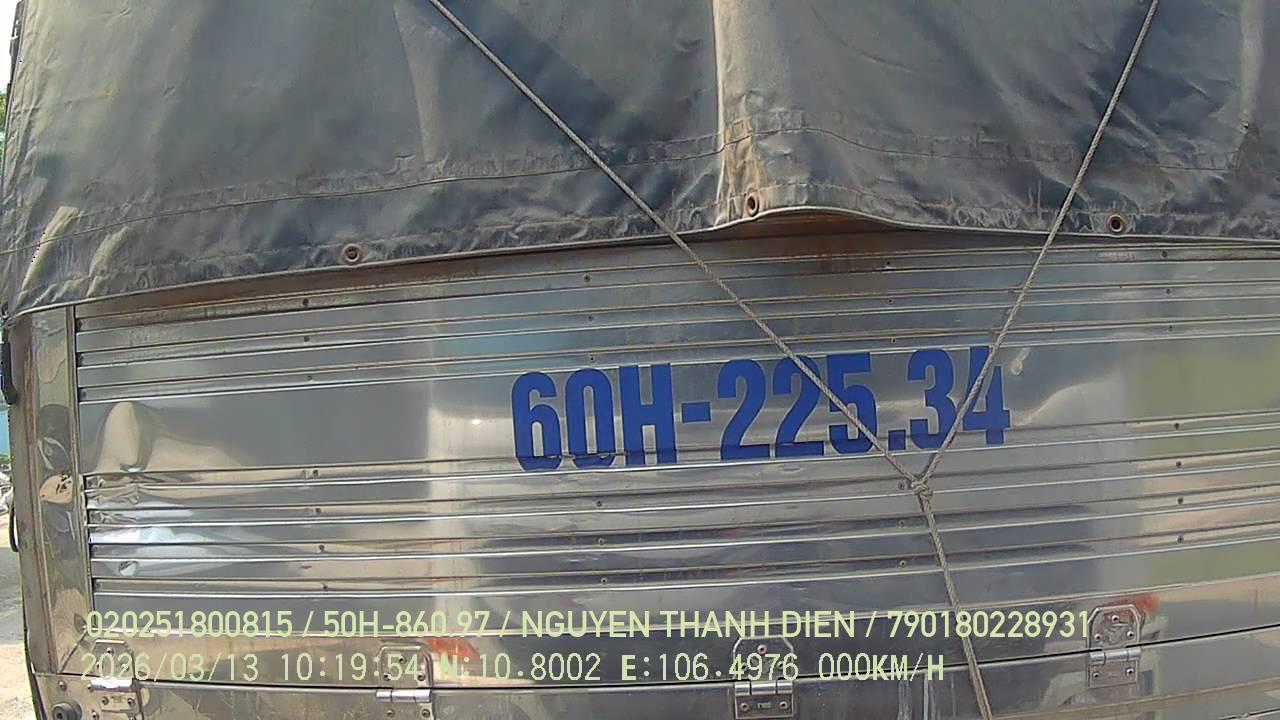 60H-225.34
020251800815 / 50H-860.97 / NGUYEN THANH DIEN / 790180228931
2026/03/13 10:19:54 N:10.8002 E:106.4976 000KM/H